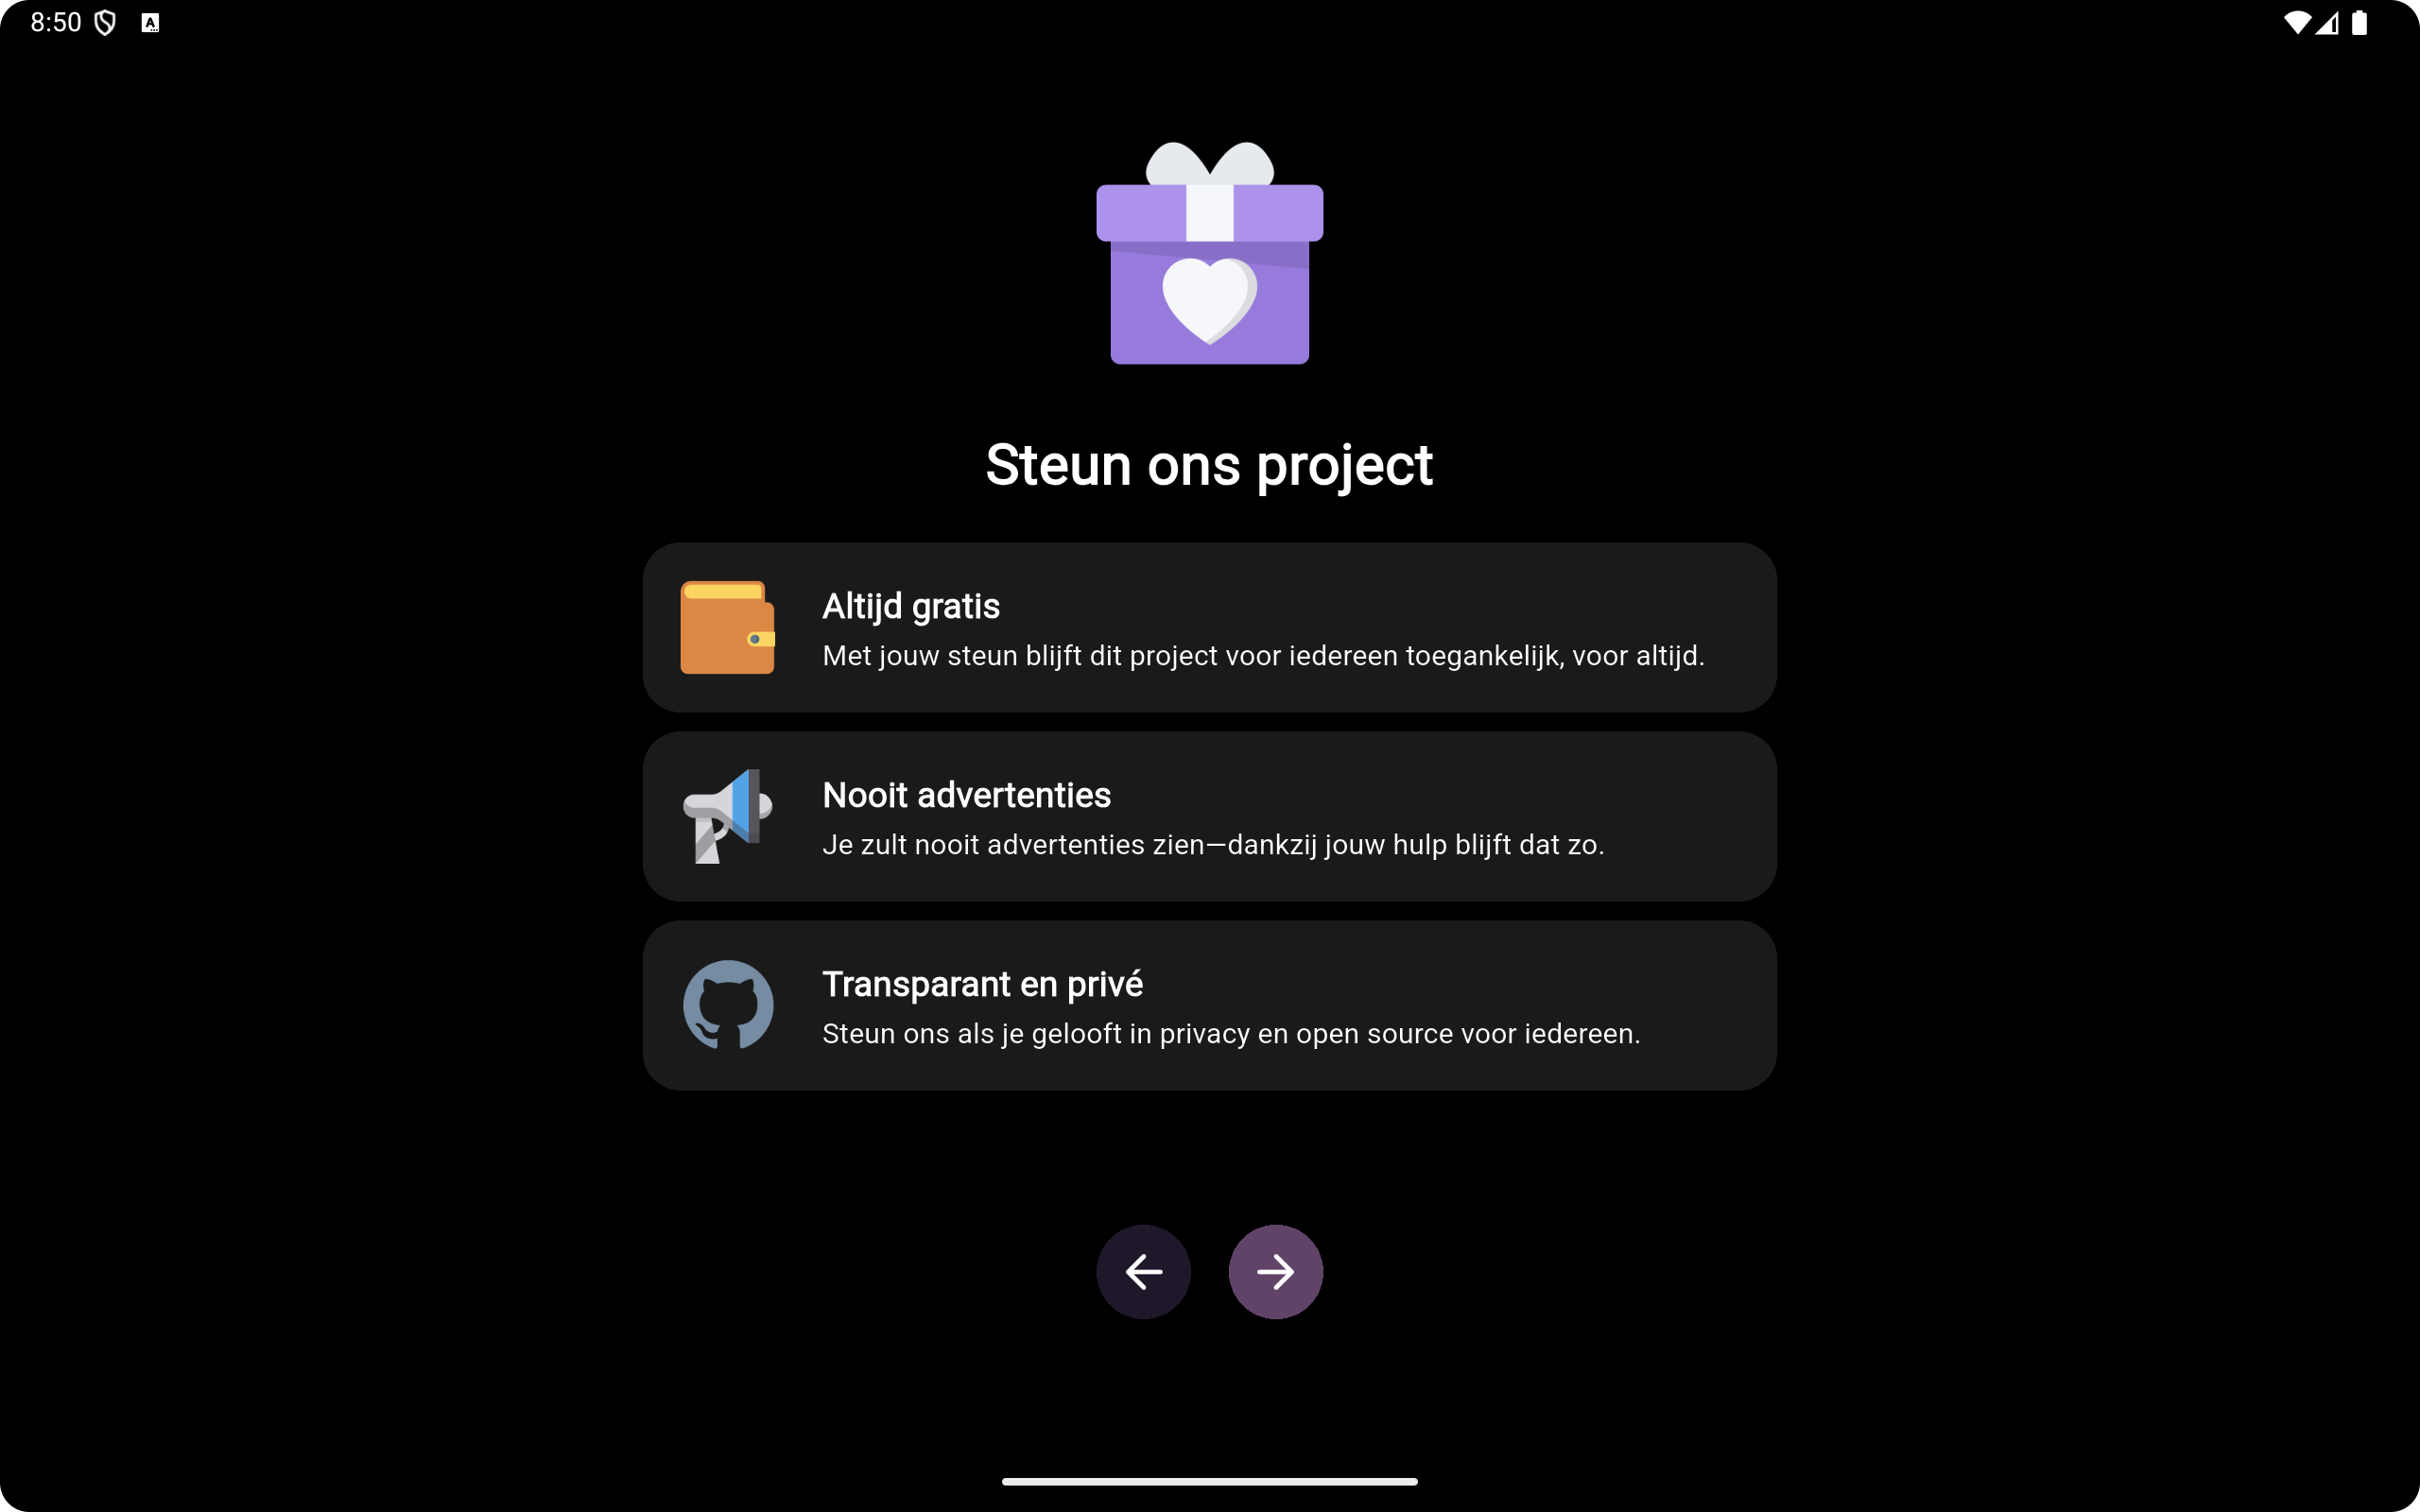 8:50
Steun ons project
Altijd gratis
Met jouw steun blijft dit project voor iedereen toegankelijk, voor altijd.
Nooit advertenties
Je zult nooit advertenties zien—dankzij jouw hulp blijft dat zo.
Transparant en privé
Steun ons als je gelooft in privacy en open source voor iedereen.